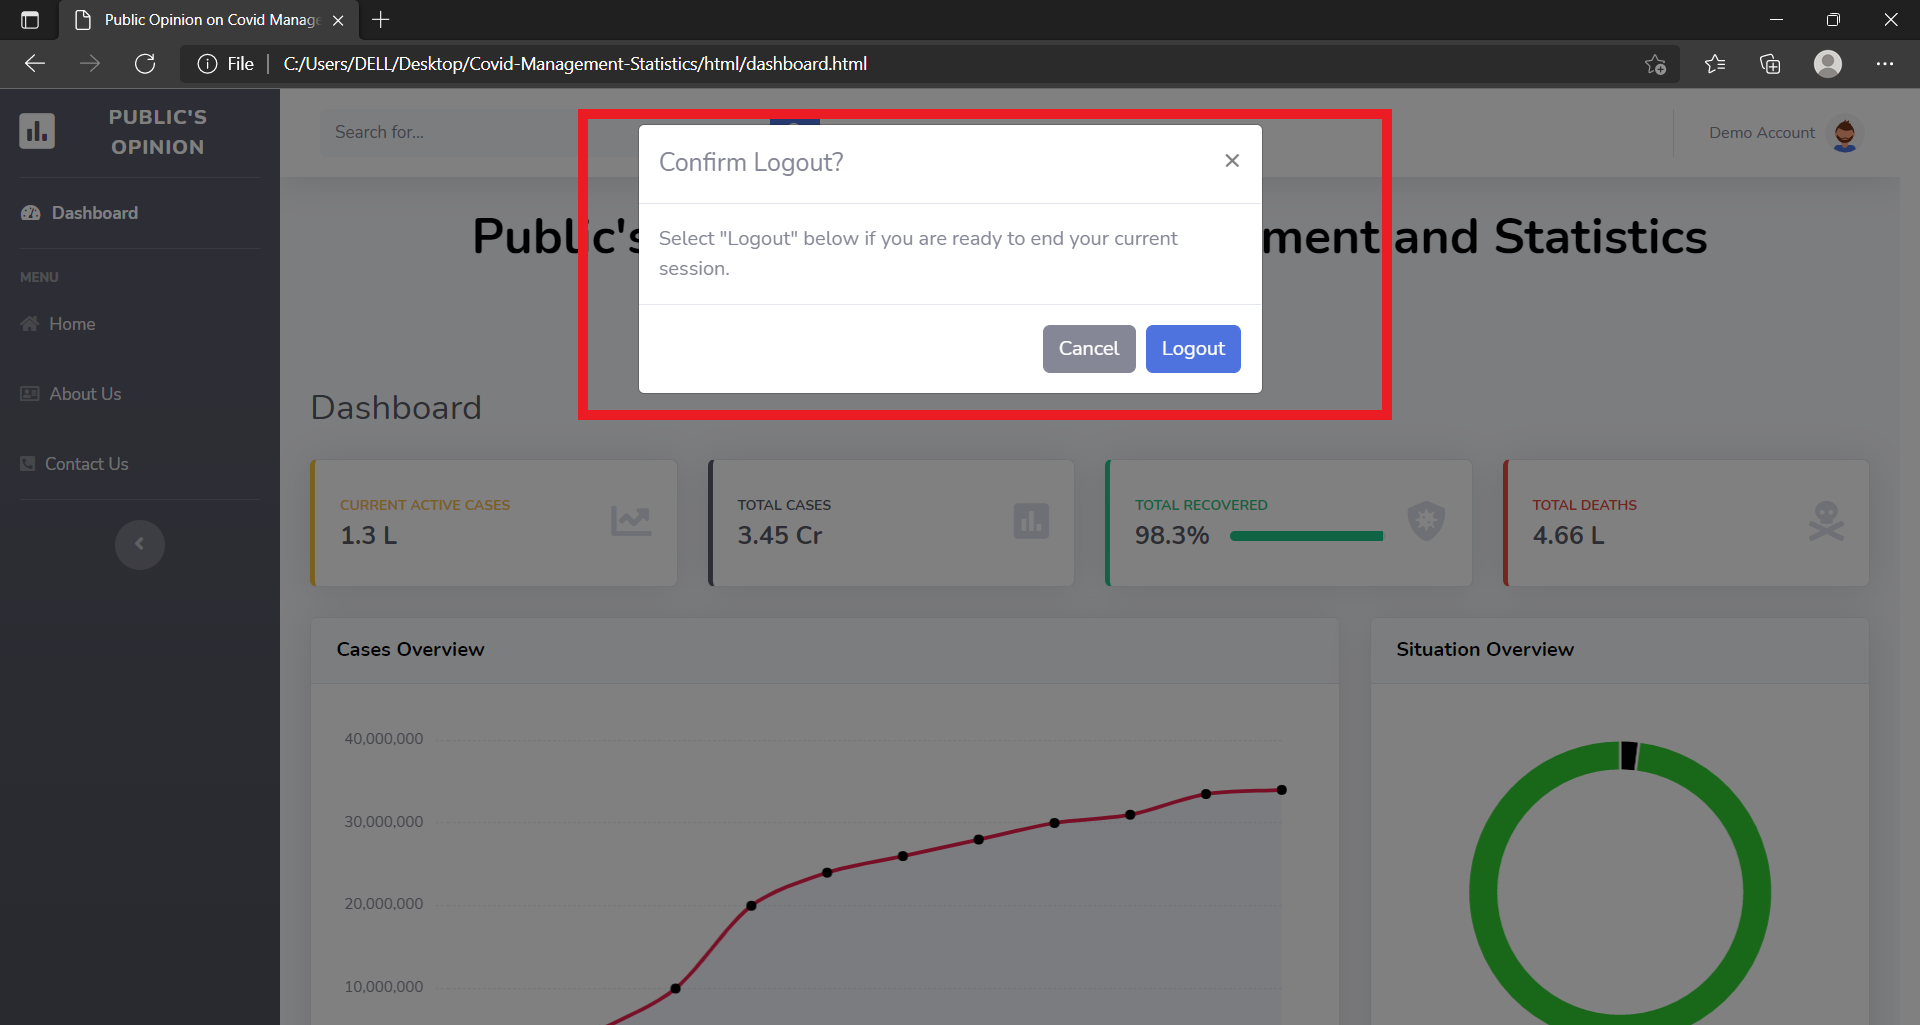 Public Opinion on Covid Manage
File
C:/Users/DELL/Desktop/Covid-Management-Statistics/html/dashboard.html
PUBLIC'S
OPINION
Dashboard
MENU
Home
About Us
Contact Us
Search for...
Demo Account
Confirm Logout?
Select "Logout" below if you are ready to end your current
session.
Cancel
Logout
Public's
ment and Statistics
Dashboard
CURRENT ACTIVE CASES
1.3 L
TOTAL CASES
3.45 Cr
TOTAL RECOVERED
98.3%
TOTAL DEATHS
4.66 L
Cases Overview
40,000,000
30,000,000
20,000,000
10,000,000
Situation Overview